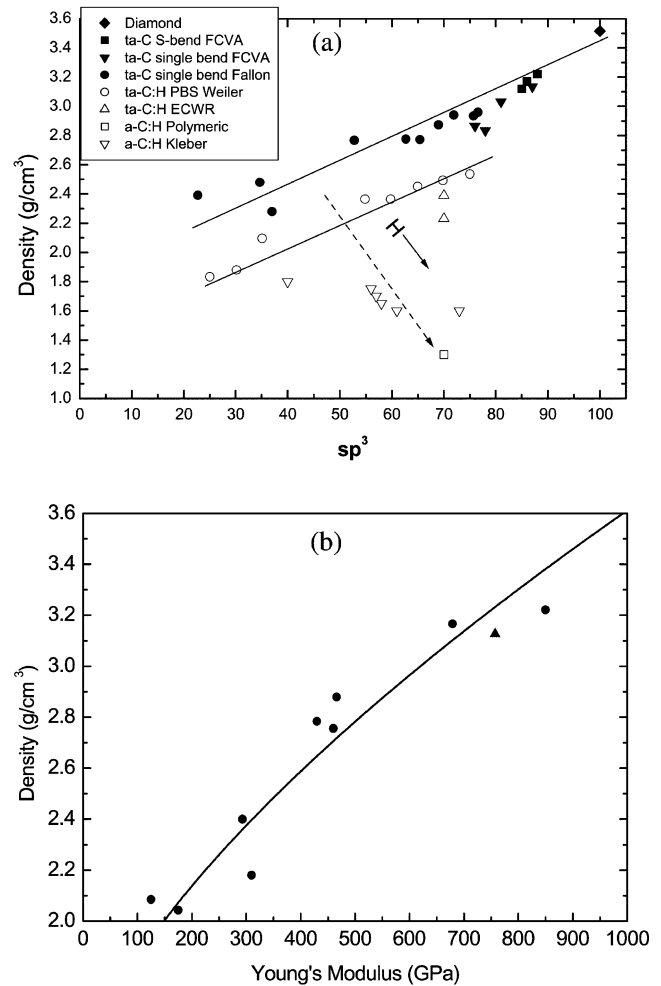 (a)
Diamond
ta-C S-bend FCVA
ta-C single bend FCVA
ta-C single bend Fallon
ta-C:H PBS Weiler
ta-C:H ECWR
a-C:H Polymeric
a-C:H Kleber
3.6
3.4
3.2
3.0
2.8
2.6
2.4
2.2
2.0
1.8
1.6
1.4
1.2
1.0
Density (g/cm³)
H
0 10 20 30 40 50 60 70 80 90 100
sp³
(b)
3.6
3.4
3.2
3.0
2.8
2.6
2.4
2.2
2.0
Density (g/cm³)
0 100 200 300 400 500 600 700 800 900 1000
Young's Modulus (GPa)